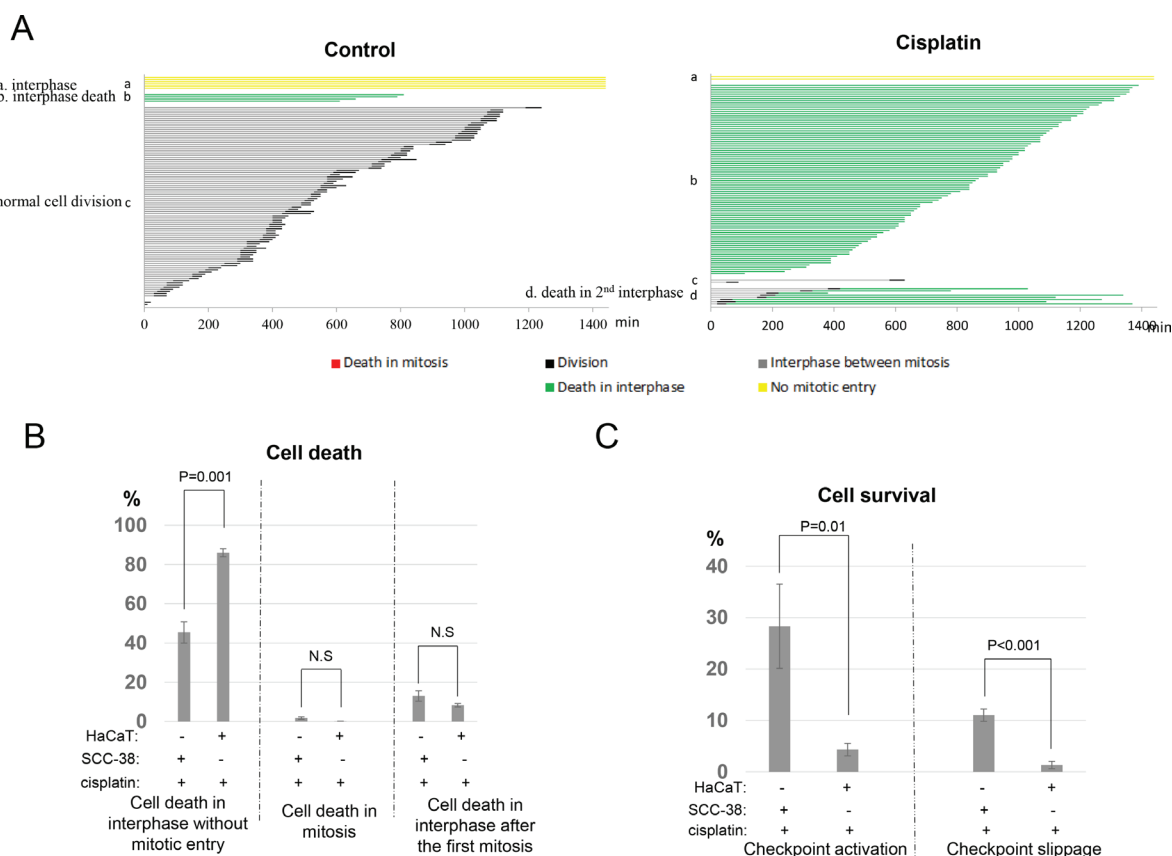 A
Control
Cisplatin
a. interphase
a
b. interphase death
b
normal cell division
c
0 200 400 600 800 1000 1200 1400 min
a
b
c
d. death in 2nd interphase
d
0 200 400 600 800 1000 1200 1400 min
Death in mitosis
Division
Interphase between mitosis
Death in interphase
No mitotic entry
B
Cell death
%
100
80
60
40
20
0
P=0.001
N.S
N.S
HaCaT: - + - + - +
SCC-38: + - + - + -
cisplatin: + + + + + +
Cell death in
interphase without
mitotic entry
Cell death in
mitosis
Cell death in
interphase after
the first mitosis
C
Cell survival
%
40
30
20
10
0
P=0.01
P<0.001
HaCaT: - + - +
SCC-38: + - + -
cisplatin: + + + +
Checkpoint activation
Checkpoint slippage